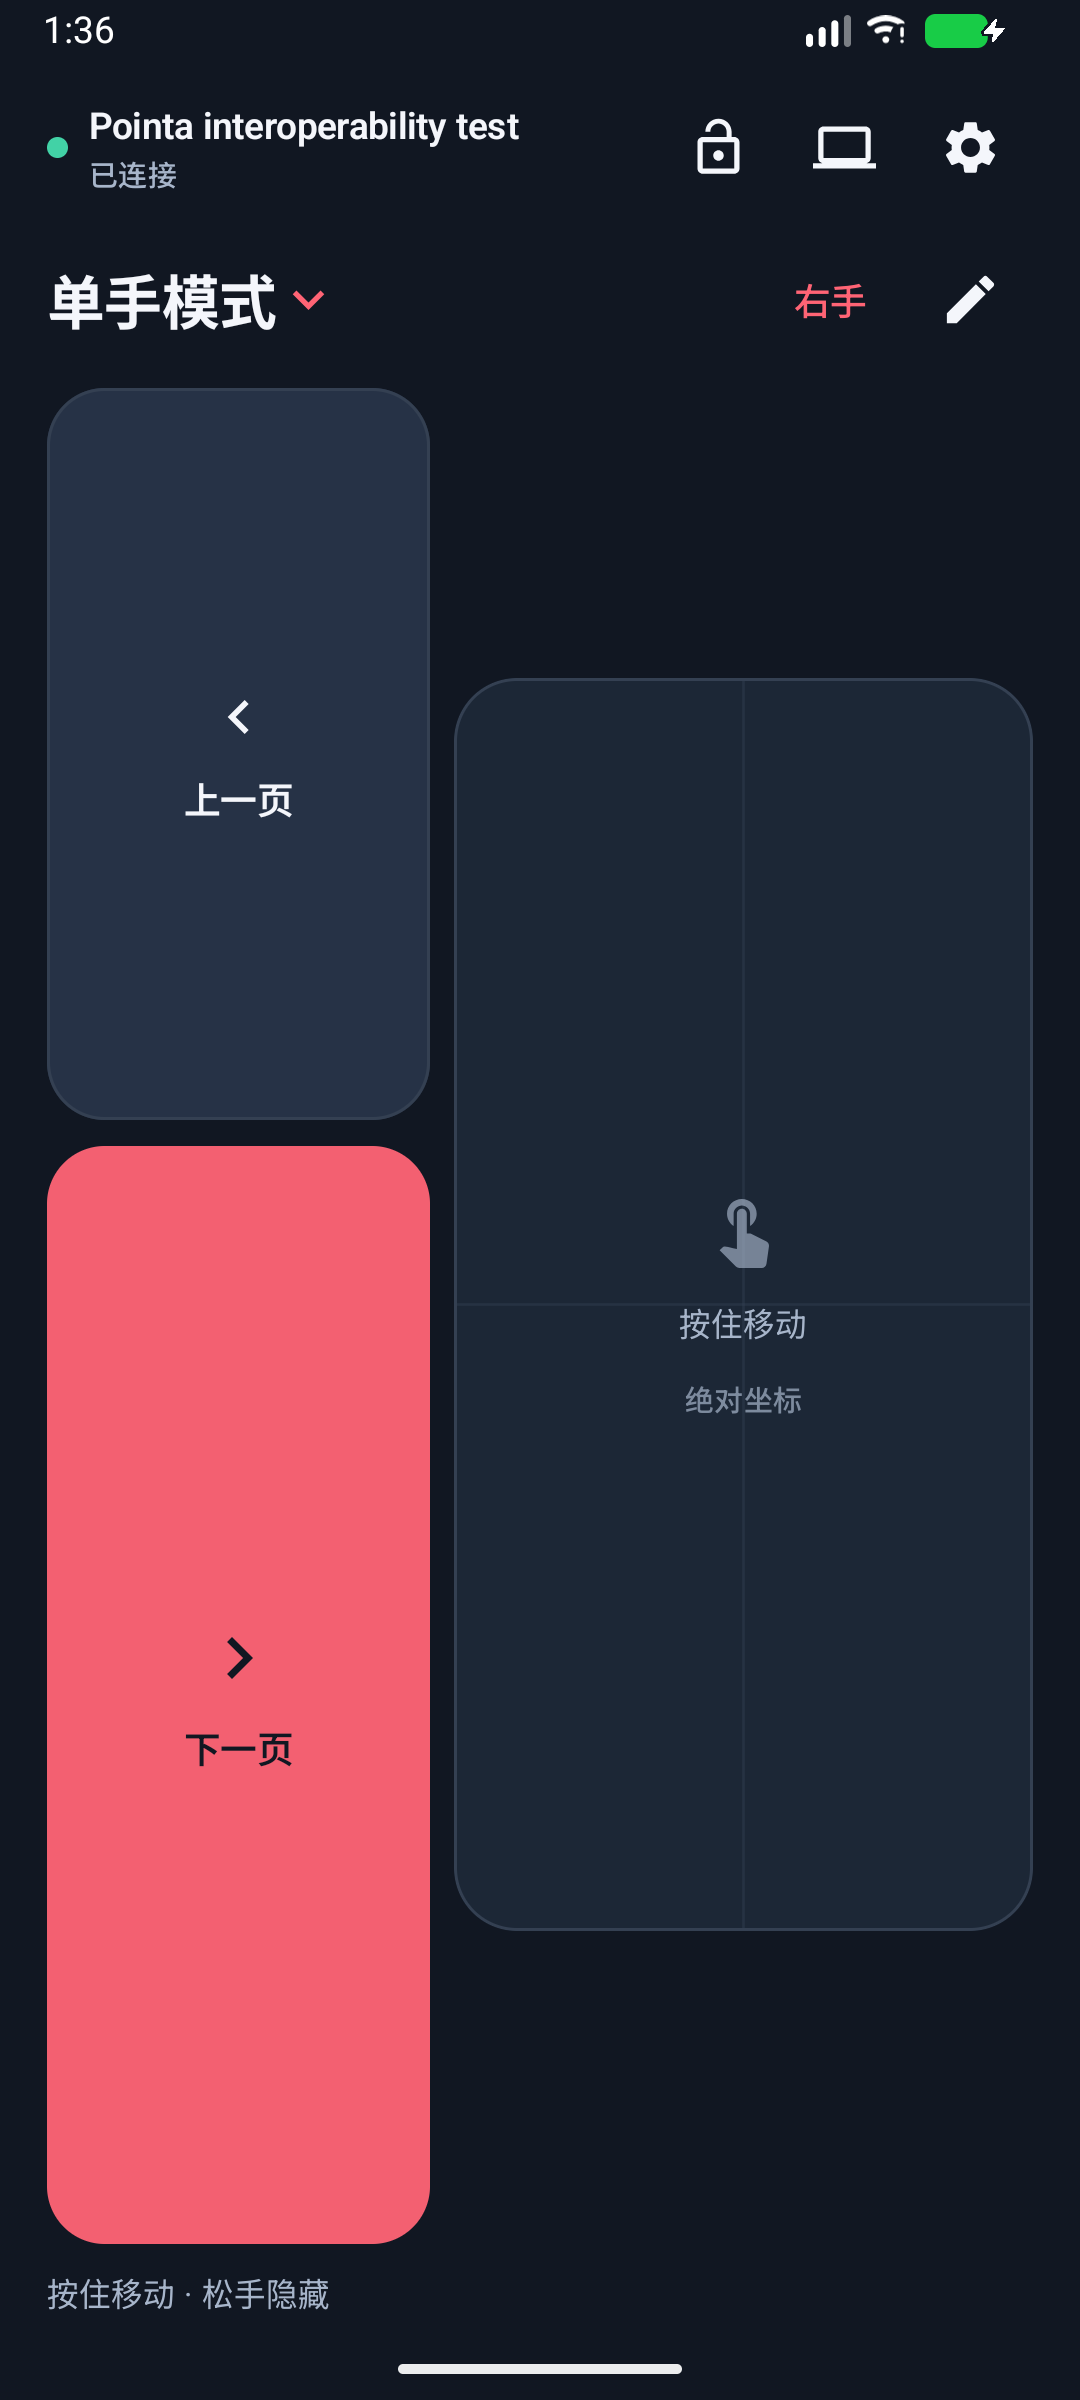 1:36
Pointa interoperability test
已连接
单手模式
右手
上一页
按住移动
绝对坐标
下一页
按住移动 · 松手隐藏